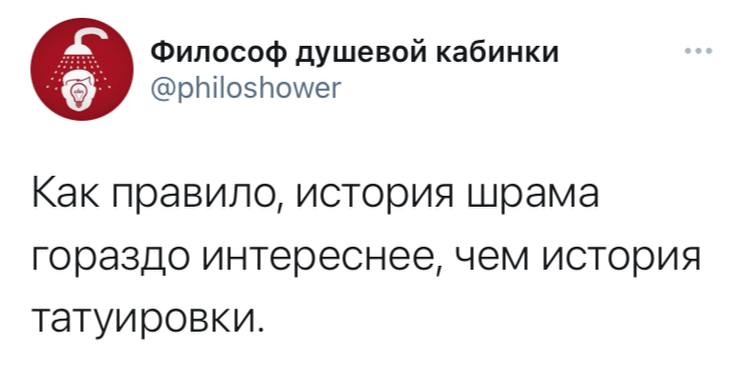 Философ душевой кабинки
@philoshower
Как правило, история шрама
гораздо интереснее, чем история
татуировки.